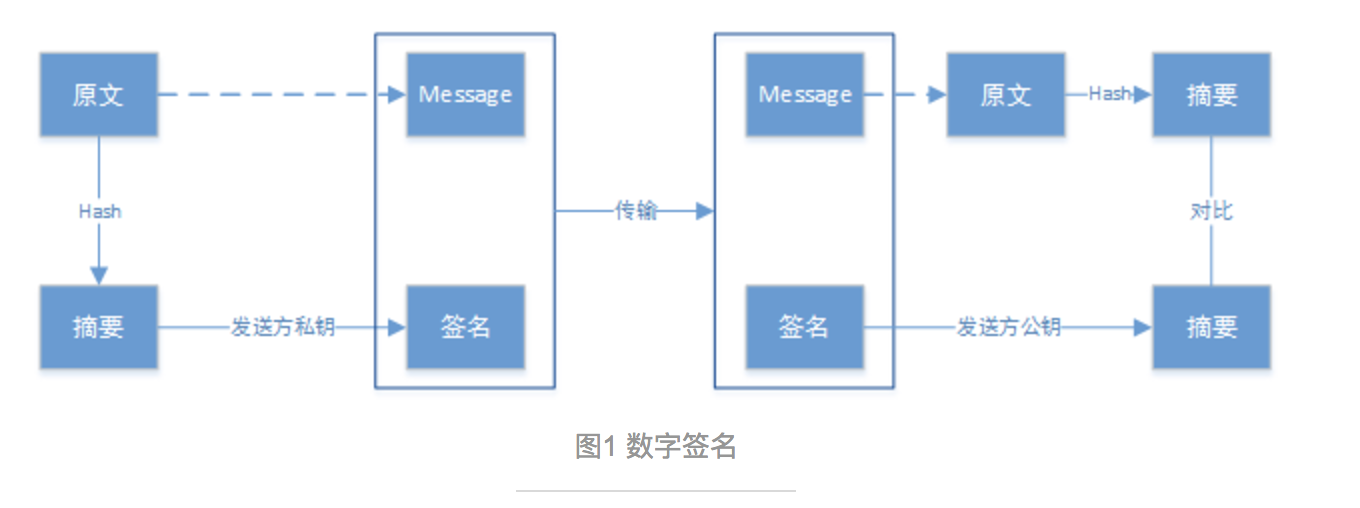 原文
Message
Message
原文
Hash
摘要
Hash
传输
对比
摘要
发送方私钥
签名
签名
发送方公钥
摘要
图1 数字签名